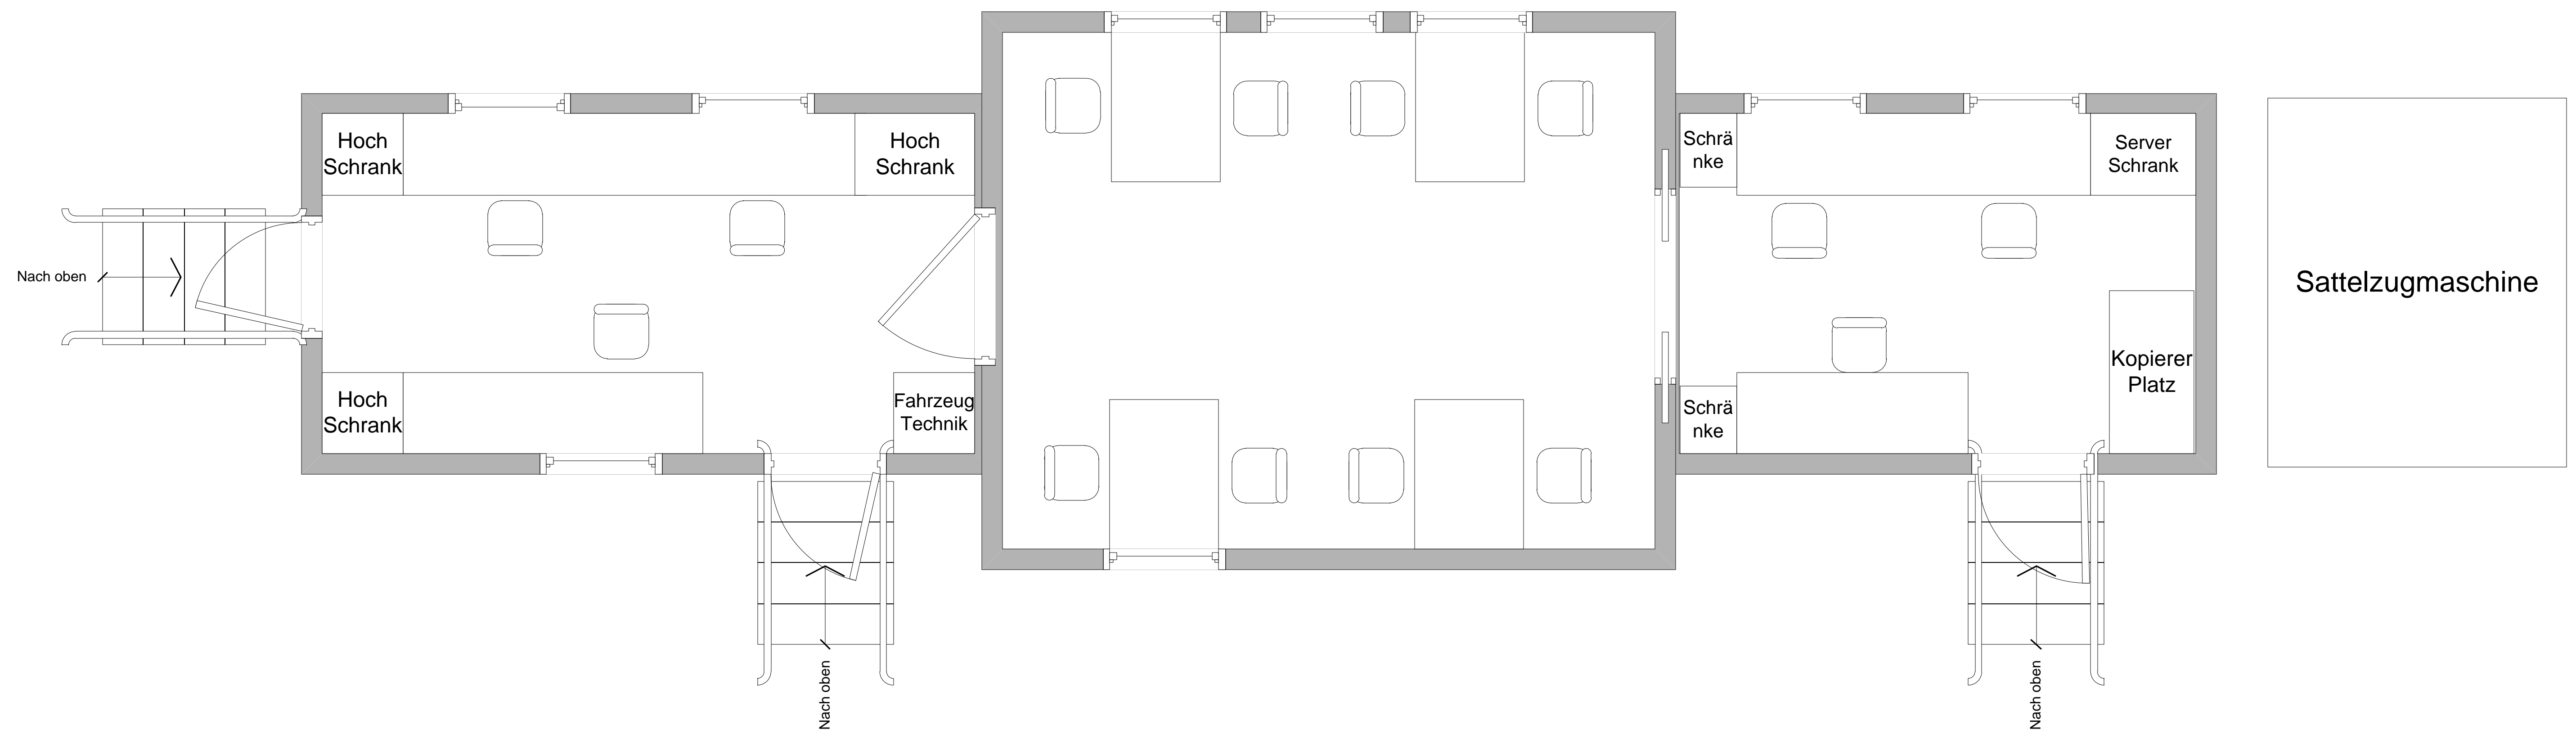 Hoch
Schrank
Hoch
Schrank
Schrä
nke
Server
Schrank
Nach oben
Sattelzugmaschine
Hoch
Schrank
Fahrzeug
Technik
Schrä
nke
Kopierer
Platz
Nach oben
Nach oben